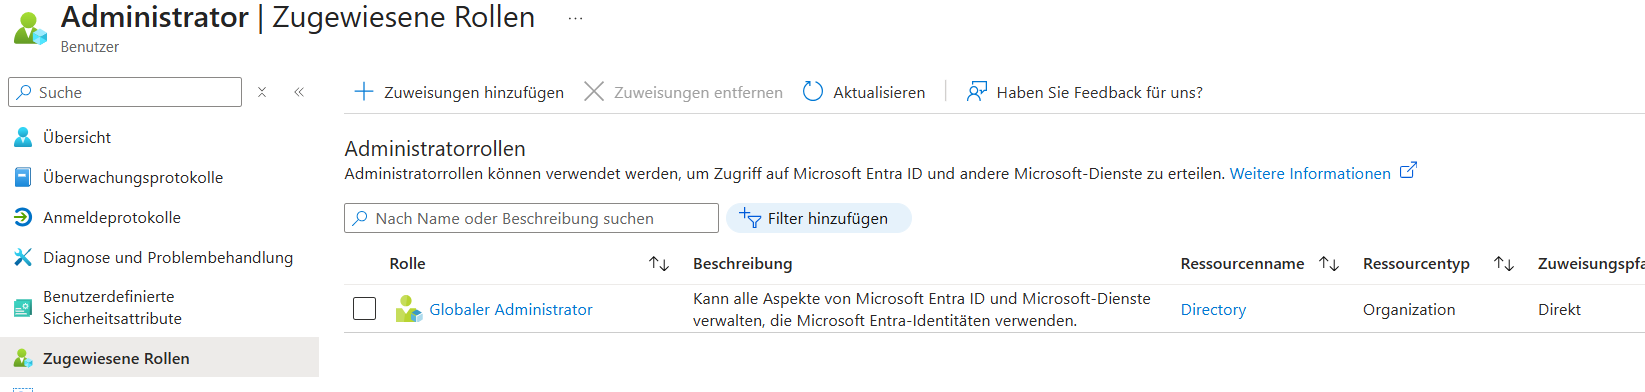 Administrator | Zugewiesene Rollen ...
Benutzer
Suche
Übersicht
Überwachungsprotokolle
Anmeldeprotokolle
Diagnose und Problembehandlung
Benutzerdefinierte
Sicherheitsattribute
Zugewiesene Rollen
Zuweisungen hinzufügen Zuweisungen entfernen Aktualisieren Haben Sie Feedback für uns?
Administratorrollen
Administratorrollen können verwendet werden, um Zugriff auf Microsoft Entra ID und andere Microsoft-Dienste zu erteilen. Weitere Informationen
Nach Name oder Beschreibung suchen Filter hinzufügen
Rolle Beschreibung Ressourcenname Ressourcentyp Zuweisungspfa
Globaler Administrator Kann alle Aspekte von Microsoft Entra ID und Microsoft-Dienste Directory Organization Direkt
verwalten, die Microsoft Entra-Identitäten verwenden.